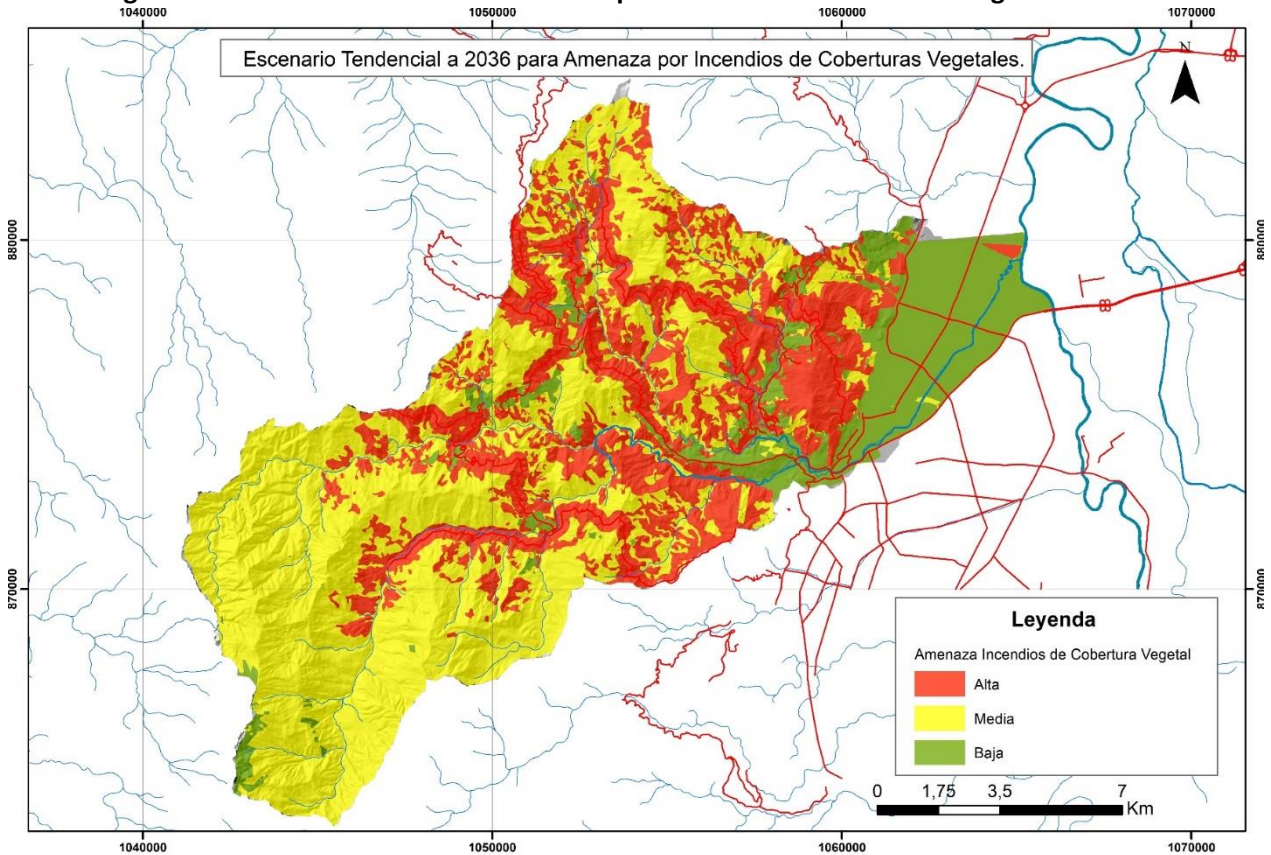 1040000 1050000 1060000 1070000
Escenario Tendencial a 2036 para Amenaza por Incendios de Coberturas Vegetales.
N
880000 880000
870000 870000
Leyenda
Amenaza Incendios de Cobertura Vegetal
Alta
Media
Baja
0 1,75 3,5 7
Km
1040000 1050000 1060000 1070000